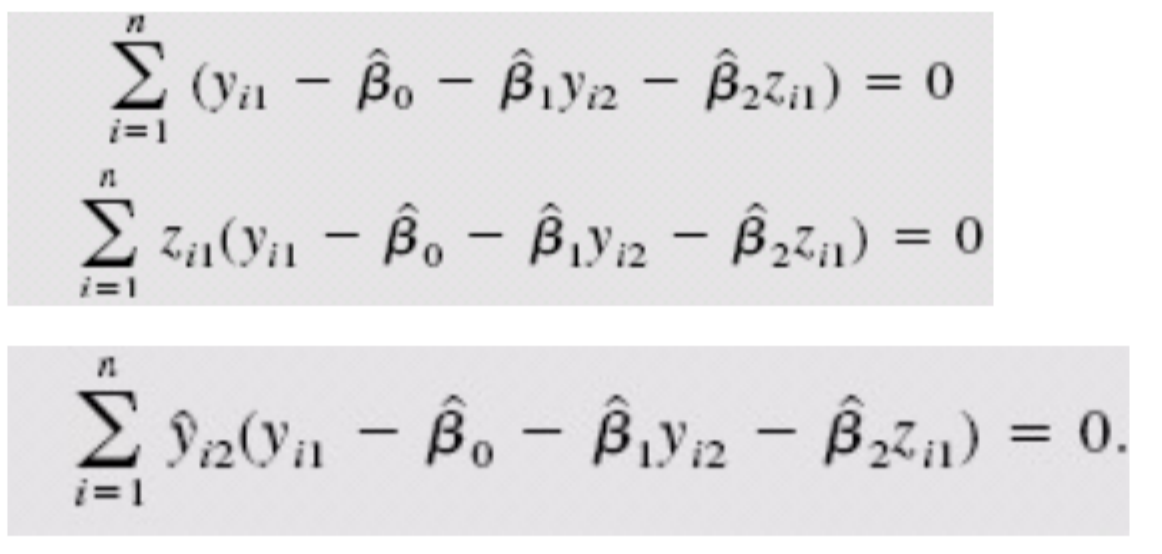 n
∑ (y_{i1} − β̂_0 − β̂_1 y_{i2} − β̂_2 z_{i1}) = 0
i=1
n
∑ z_{i1}(y_{i1} − β̂_0 − β̂_1 y_{i2} − β̂_2 z_{i1}) = 0
i=1
n
∑ ŷ_{i2}(y_{i1} − β̂_0 − β̂_1 y_{i2} − β̂_2 z_{i1}) = 0.
i=1